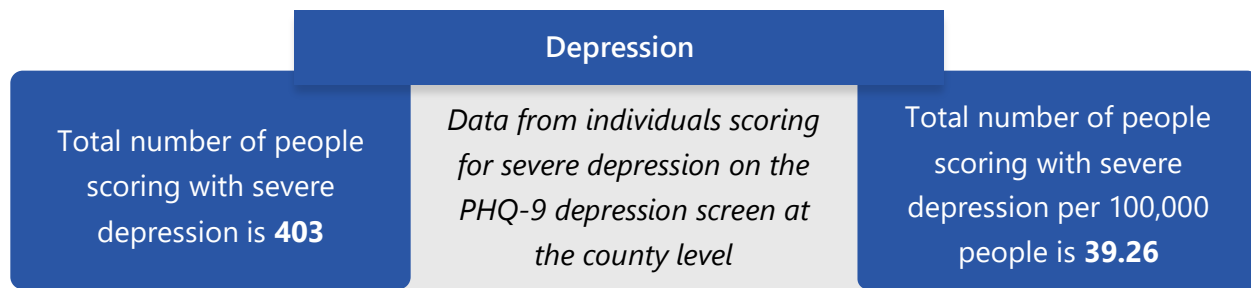 Depression
Total number of people
scoring with severe
depression is 403
Data from individuals scoring
for severe depression on the
PHQ-9 depression screen at
the county level
Total number of people
scoring with severe
depression per 100,000
people is 39.26